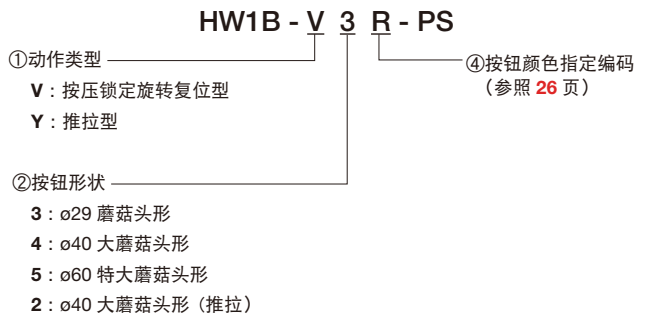 HW1B - V 3 R - PS
①动作类型
V：按压锁定旋转复位型
Y：推拉型
④按钮颜色指定编码
（参照 26 页）
②按钮形状
3：ø29 蘑菇头形
4：ø40 大蘑菇头形
5：ø60 特大蘑菇头形
2：ø40 大蘑菇头形（推拉）